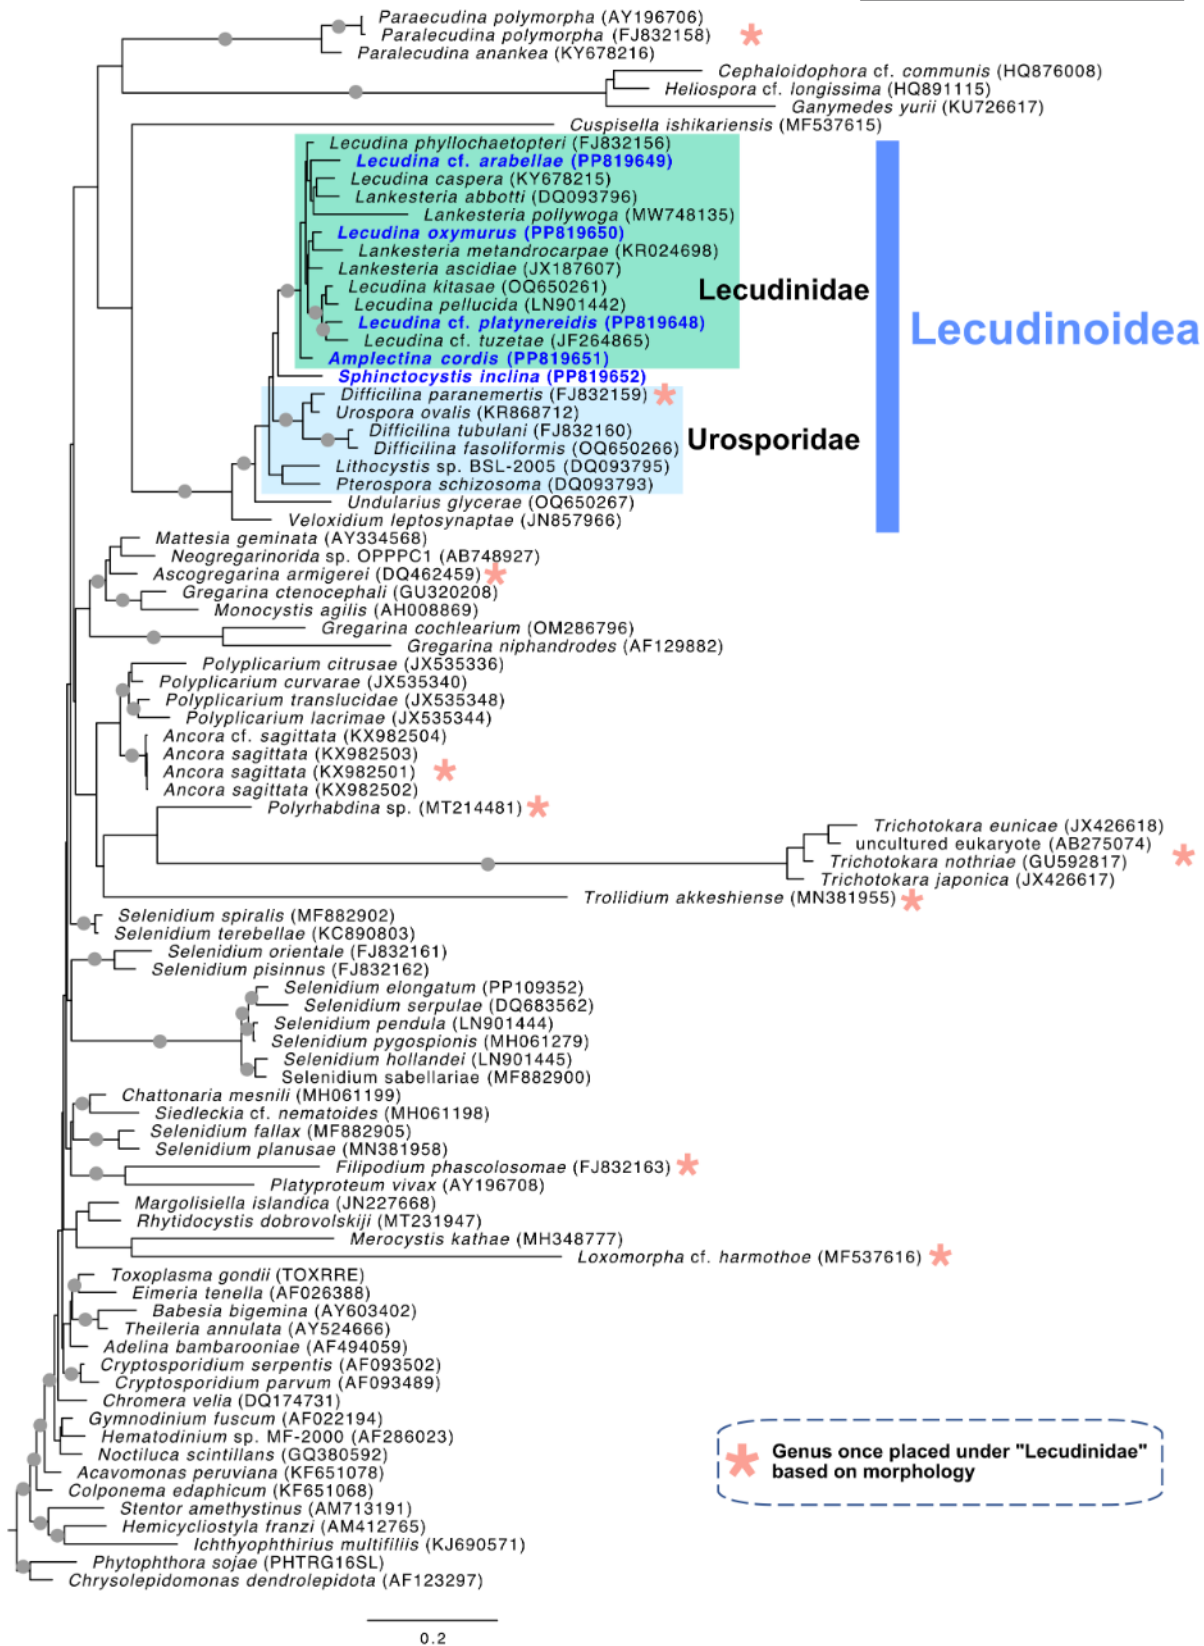 Paraecudina polymorpha (AY196706)
Paralecudina polymorpha (FJ832158)
Paralecudina anankea (KY678216)
Cephaloidophora cf. communis (HQ876008)
Heliospora cf. longissima (HQ891115)
Ganymedes yurii (KU726617)
Cuspisella ishikariensis (MF537615)
Lecudina phyllochaetopteri (FJ832156)
Lecudina cf. arabellae (PP819649)
Lecudina caspera (KY678215)
Lankesteria abbotti (DQ093796)
Lankesteria pollywoga (MW748135)
Lecudina oxymurus (PP819650)
Lankesteria metandrocarpae (KR024698)
Lankesteria ascidiae (JX187607)
Lecudina kitasae (OQ650261)
Lecudinidae
Lecudina pellucida (LN901442)
Lecudina cf. platynereidis (PP819648)
Lecudinoidea
Lecudina cf. tuzetae (JF264865)
Amplectina cordis (PP819651)
Sphinctocystis inclina (PP819652)
Difficilina paranemertis (FJ832159)
Urospora ovalis (KR868712)
Difficilina tubulani (FJ832160)
Urosporidae
Difficilina fasoliformis (OQ650266)
Lithocystis sp. BSL-2005 (DQ093795)
Pterospora schizosoma (DQ093793)
Undularius glycerae (OQ650267)
Veloxidium leptosynaptae (JN857966)
Mattesia geminata (AY334568)
Neogregarinorida sp. OPPPC1 (AB748927)
Ascogregarina armigerei (DQ462459)
Gregarina ctenocephali (GU320208)
Monocystis agilis (AH008869)
Gregarina cochlearium (OM286796)
Gregarina niphandrodes (AF129882)
Polyplicarium citrusae (JX535336)
Polyplicarium curvarae (JX535340)
Polyplicarium translucidae (JX535348)
Polyplicarium lacrimae (JX535344)
Ancora cf. sagittata (KX982504)
Ancora sagittata (KX982503)
Ancora sagittata (KX982501)
Ancora sagittata (KX982502)
Polyrhabdina sp. (MT214481)
Trichotokara eunicae (JX426618)
uncultured eukaryote (AB275074)
Trichotokara nothriae (GU592817)
Trichotokara japonica (JX426617)
Trollidium akkeshiense (MN381955)
Selenidium spiralis (MF882902)
Selenidium terebellae (KC890803)
Selenidium orientale (FJ832161)
Selenidium pisinnus (FJ832162)
Selenidium elongatum (PP109352)
Selenidium serpulae (DQ683562)
Selenidium pendula (LN901444)
Selenidium pygospionis (MH061279)
Selenidium hollandei (LN901445)
Selenidium sabellariae (MF882900)
Chattonaria mesnili (MH061199)
Siedleckia cf. nematoides (MH061198)
Selenidium fallax (MF882905)
Selenidium planusae (MN381958)
Filipodium phascolosomae (FJ832163)
Platyproteum vivax (AY196708)
Margolisiella islandica (JN227668)
Rhytidocystis dobrovolskiji (MT231947)
Merocystis kathae (MH348777)
Loxomorpha cf. harmothoe (MF537616)
Toxoplasma gondii (TOXRRE)
Eimeria tenella (AF026388)
Babesia bigemina (AY603402)
Theileria annulata (AY524666)
Adelina bambarooniae (AF494059)
Cryptosporidium serpentis (AF093502)
Cryptosporidium parvum (AF093489)
Chromera velia (DQ174731)
Gymnodinium fuscum (AF022194)
Hematodinium sp. MF-2000 (AF286023)
Noctiluca scintillans (GQ380592)
Acavomonas peruviana (KF651078)
Colponema edaphicum (KF651068)
Stentor amethystinus (AM713191)
Hemicycliostyla franzi (AM412765)
Ichthyophthirius multifiliis (KJ690571)
Phytophthora sojae (PHTRG16SL)
Chrysolepidomonas dendrolepidota (AF123297)
Genus once placed under "Lecudinidae"
based on morphology
0.2